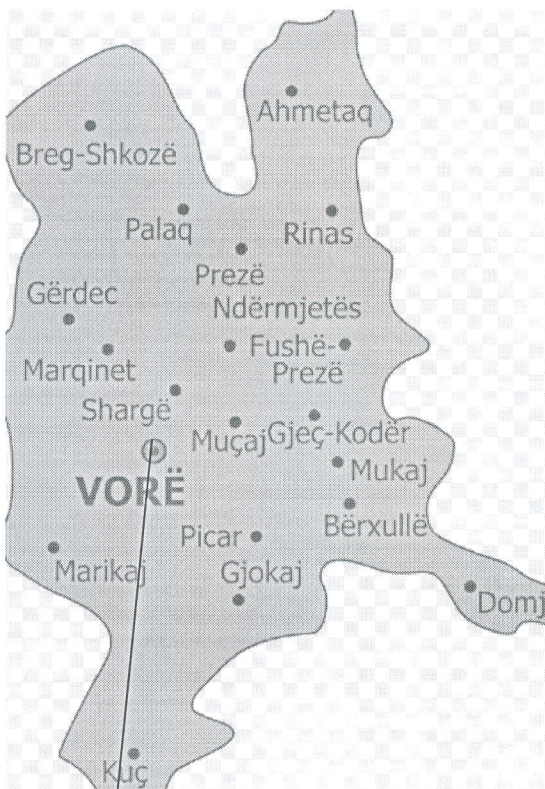 Ahmetaq
Breg-Shkozë
Palaq
Rinas
Prezë
Gërdec
Ndërmjetës
Fushë-
Prezë
Marqinet
Shargë
Muçaj
Gjeç-Kodër
Mukaj
VORË
Bërxullë
Picar
Marikaj
Gjokaj
Domj
Kuç